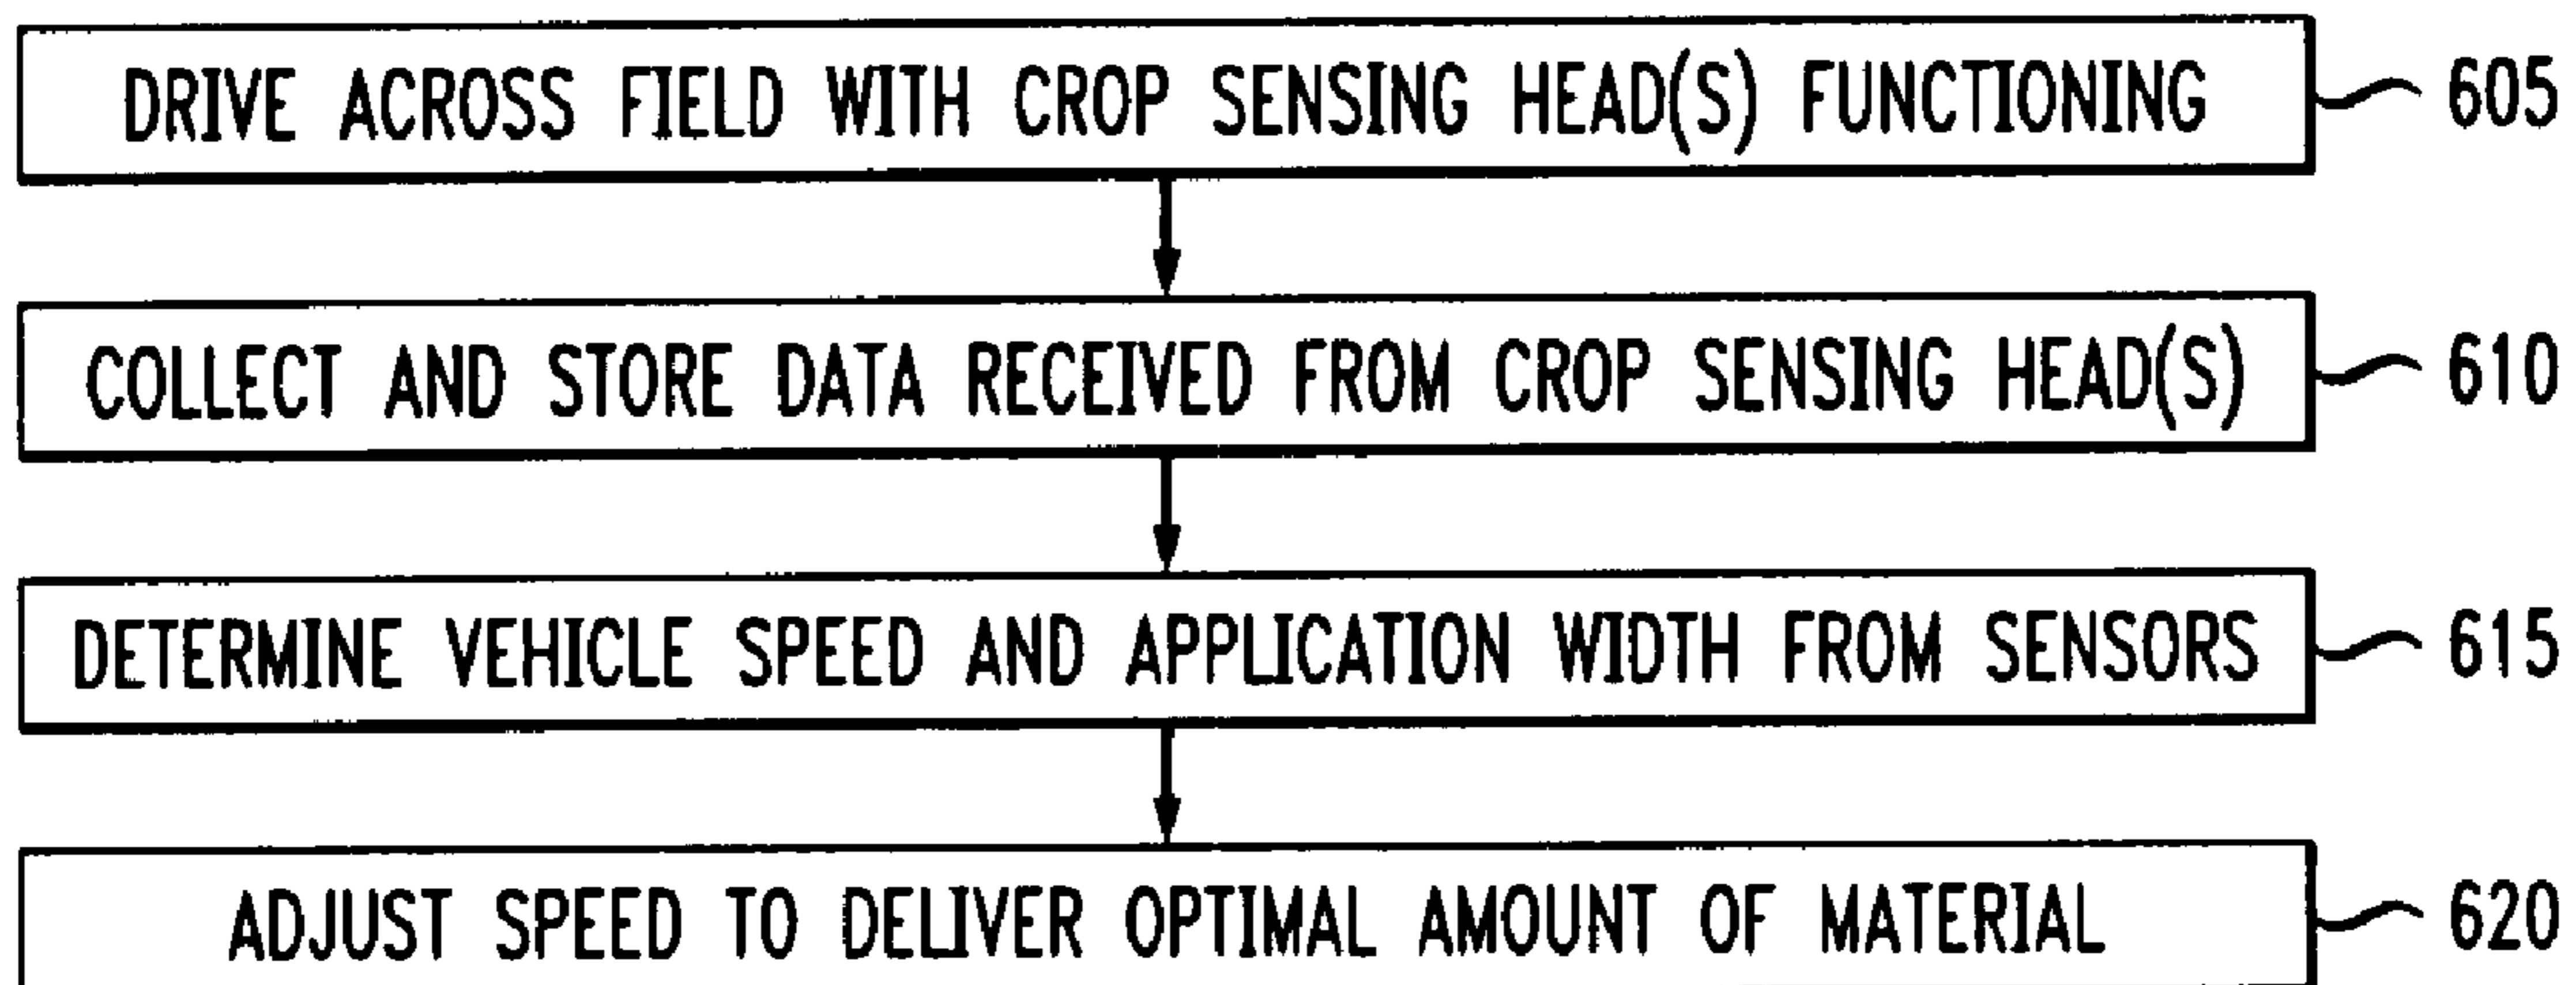 DRIVE ACROSS FIELD WITH CROP SENSING HEAD(S) FUNCTIONING 605
COLLECT AND STORE DATA RECEIVED FROM CROP SENSING HEAD(S) 610
DETERMINE VEHICLE SPEED AND APPLICATION WIDTH FROM SENSORS 615
ADJUST SPEED TO DELIVER OPTIMAL AMOUNT OF MATERIAL 620